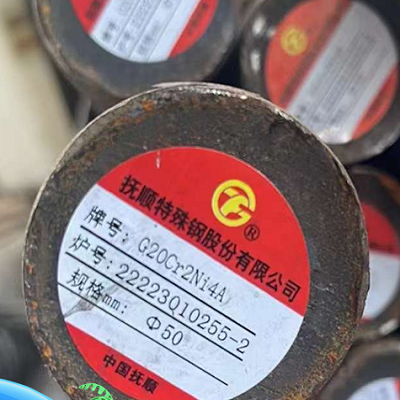 抚顺特殊钢股份有限公司
®
牌号: G20Cr2Ni4A
炉号: 22223Q10255-2
规格mm: Φ50
中国抚顺